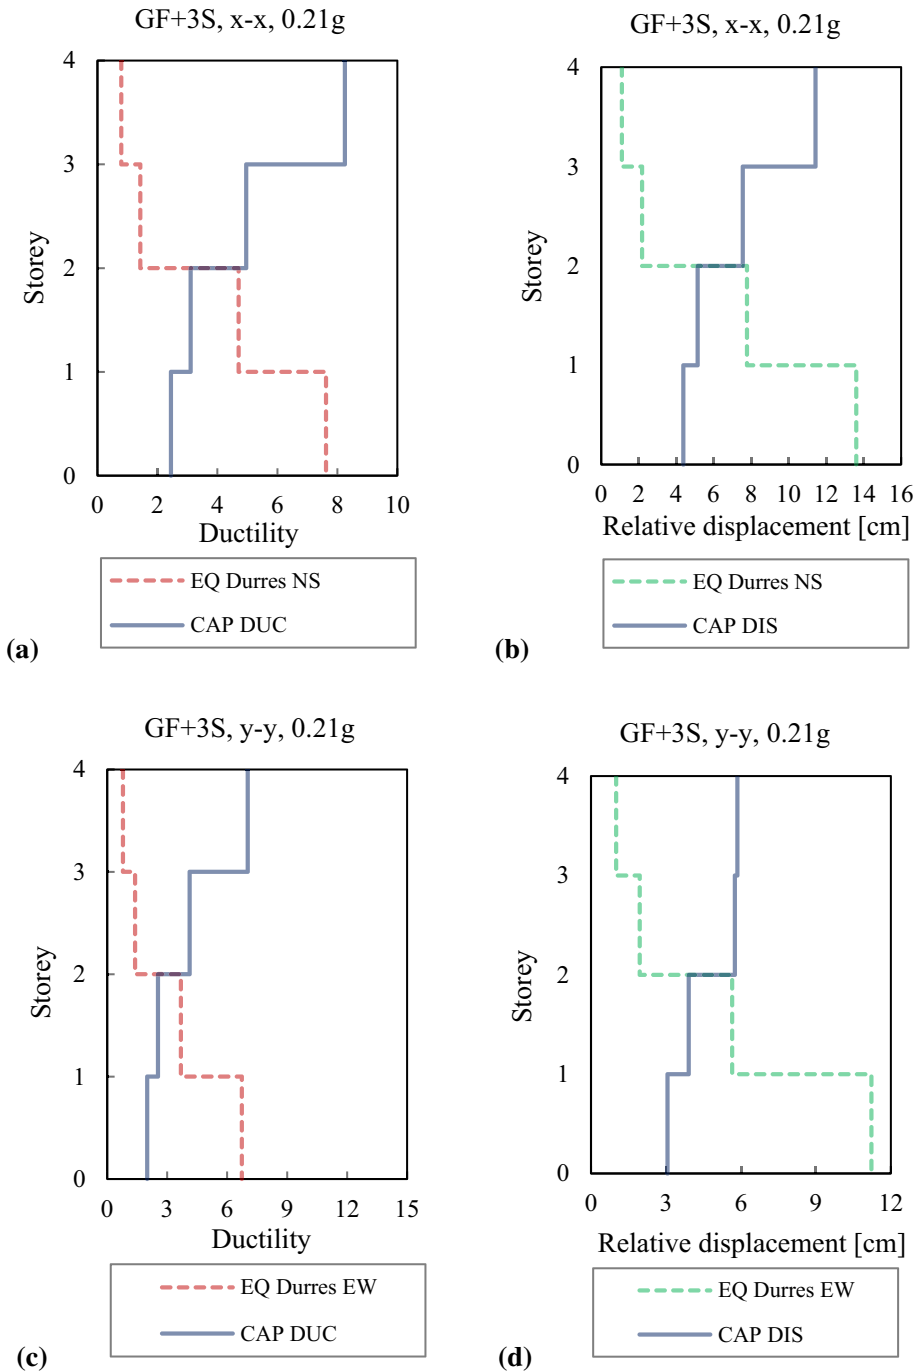 GF+3S, x-x, 0.21g
4
3
2
1
0
Storey
0 2 4 6 8 10
Ductility
EQ Durres NS
CAP DUC
(a)
GF+3S, x-x, 0.21g
4
3
2
1
0
Storey
0 2 4 6 8 10 12 14 16
Relative displacement [cm]
EQ Durres NS
CAP DIS
(b)
GF+3S, y-y, 0.21g
4
3
2
1
0
Storey
0 3 6 9 12 15
Ductility
EQ Durres EW
CAP DUC
(c)
GF+3S, y-y, 0.21g
4
3
2
1
0
Storey
0 3 6 9 12
Relative displacement [cm]
EQ Durres EW
CAP DIS
(d)